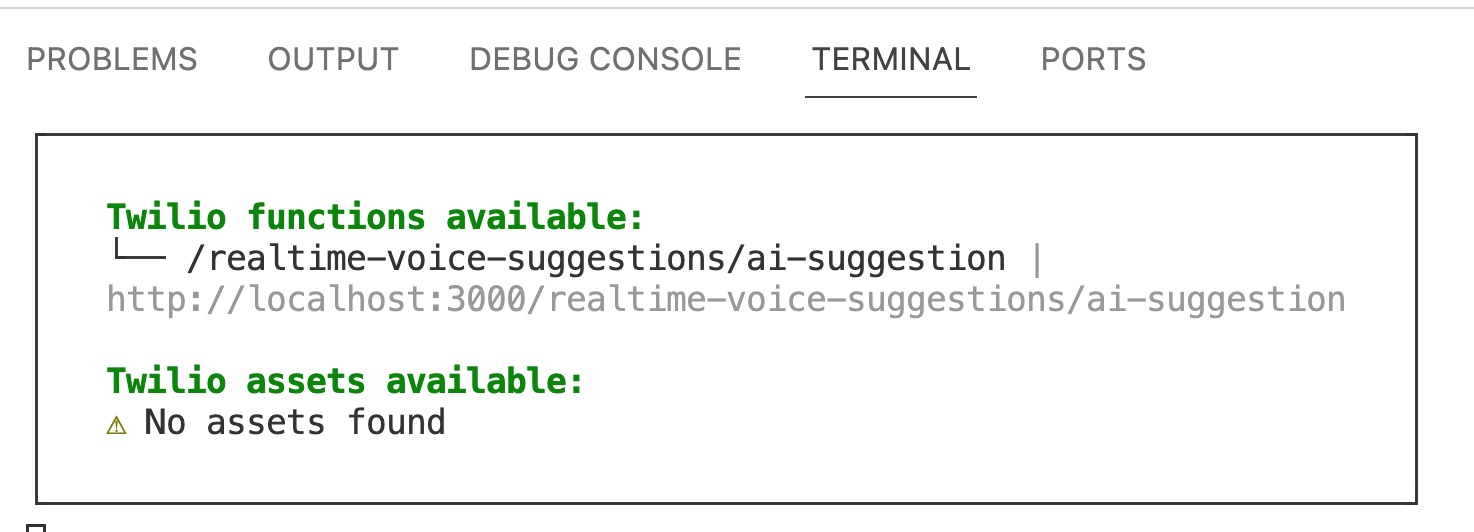 PROBLEMS OUTPUT DEBUG CONSOLE TERMINAL PORTS
Twilio functions available:
└── /realtime-voice-suggestions/ai-suggestion |
http://localhost:3000/realtime-voice-suggestions/ai-suggestion
Twilio assets available:
⚠ No assets found